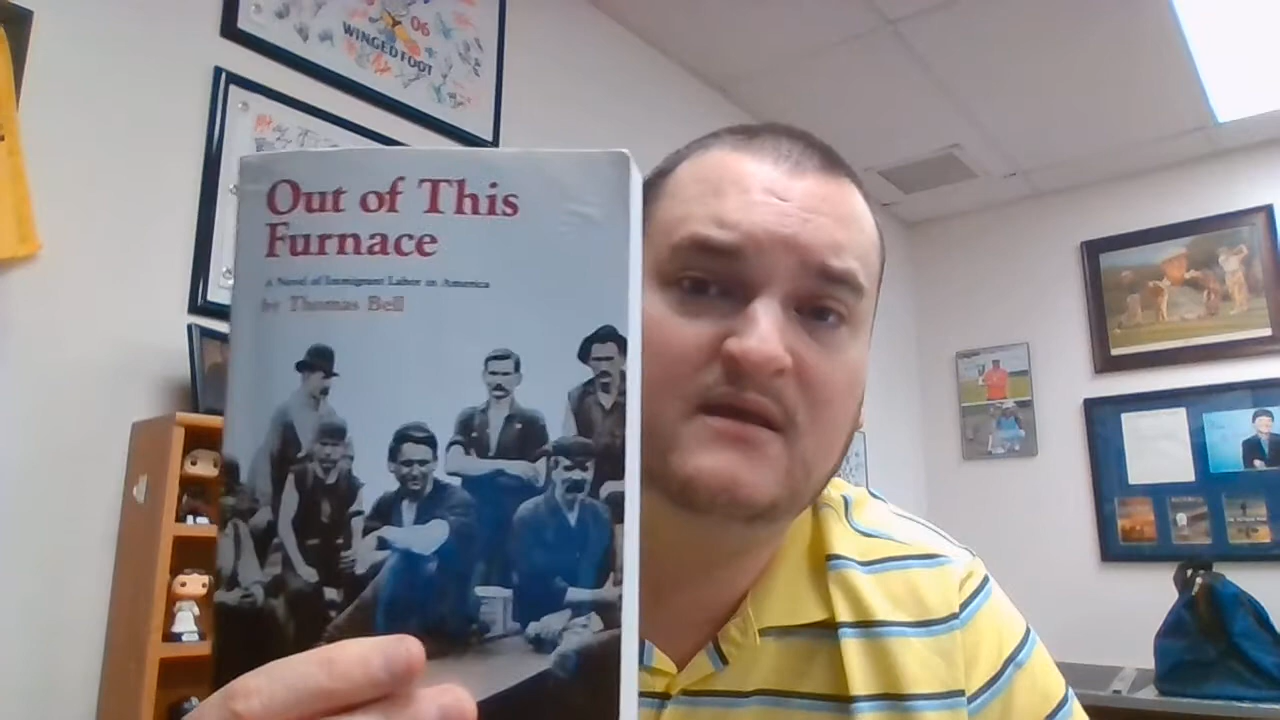 06
WINGED FOOT
Out of This
Furnace
A Novel of Immigrant Labor in America
by Thomas Bell